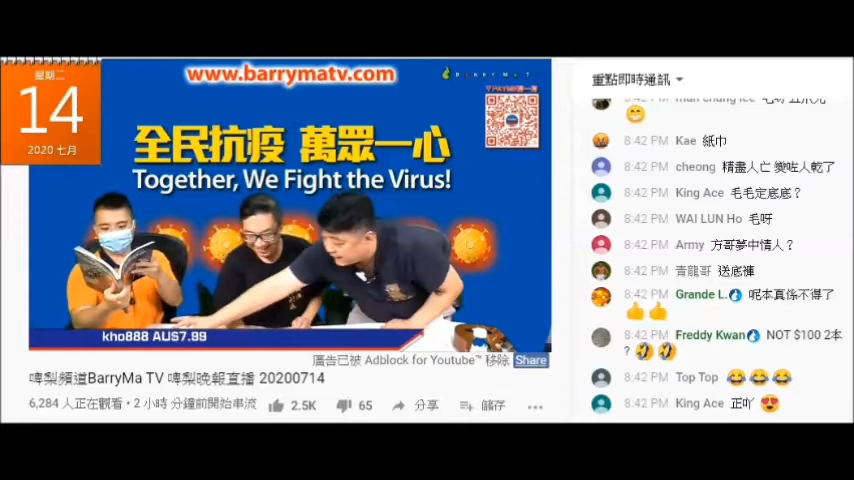 星期二
14
2020 七月
www.barrymatv.com
BARRYMATV
全民抗疫 萬眾一心
Together, We Fight the Virus!
kho888 AU$7.99
廣告已被 Adblock for Youtube™ 移除 Share
啤梨頻道BarryMa TV 啤梨晚報直播 20200714
6,284 人正在觀看・2 小時 分鐘前開始串流
2.5K
65
分享
儲存
重點即時通訊
8:42 PM Kae 紙巾
8:42 PM cheong 精盡人亡 變咗人乾了
8:42 PM King Ace 毛毛定底底？
8:42 PM WAI LUN Ho 毛呀
8:42 PM Army 方哥夢中情人？
8:42 PM 青龍哥 送底褲
8:42 PM Grande L. 呢本真係不得了
👍👍
8:42 PM Freddy Kwan NOT $100 2本
? 🤣🤣
8:42 PM Top Top 😂😂😂
8:42 PM King Ace 正吖 😍